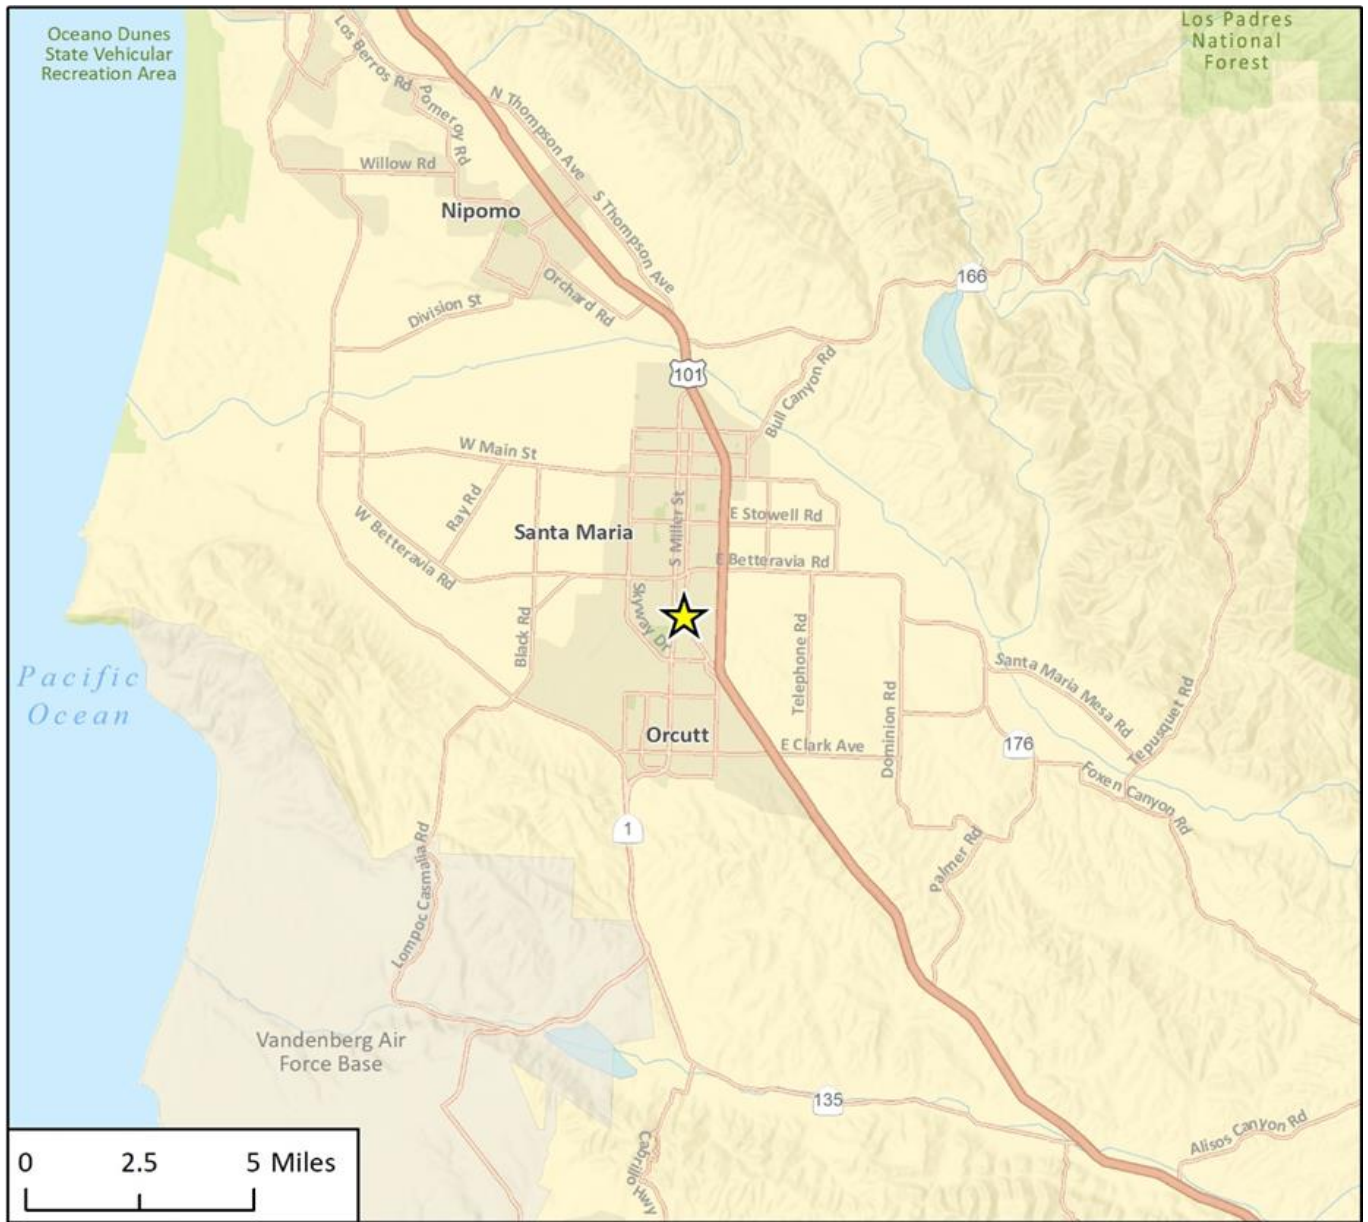 Oceano Dunes
State Vehicular
Recreation Area
Los Padres
National
Forest
Los Berros Rd
Pomeroy Rd
N Thompson Ave
Willow Rd
Nipomo
S Thompson Ave
Orchard Rd
Division St
166
101
Bull Canyon Rd
W Main St
Ray Rd
S Miller St
E Stowell Rd
Santa Maria
W Betteravia Rd
E Betteravia Rd
Skyway Dr
Black Rd
Telephone Rd
Santa Maria Mesa Rd
Pacific
Ocean
Dominion Rd
Tepusquet Rd
Orcutt
E Clark Ave
176
Foxen Canyon Rd
1
Lompoc Casmalia Rd
Palmer Rd
Vandenberg Air
Force Base
135
Cabrillo Hwy
Alisos Canyon Rd
0 2.5 5 Miles